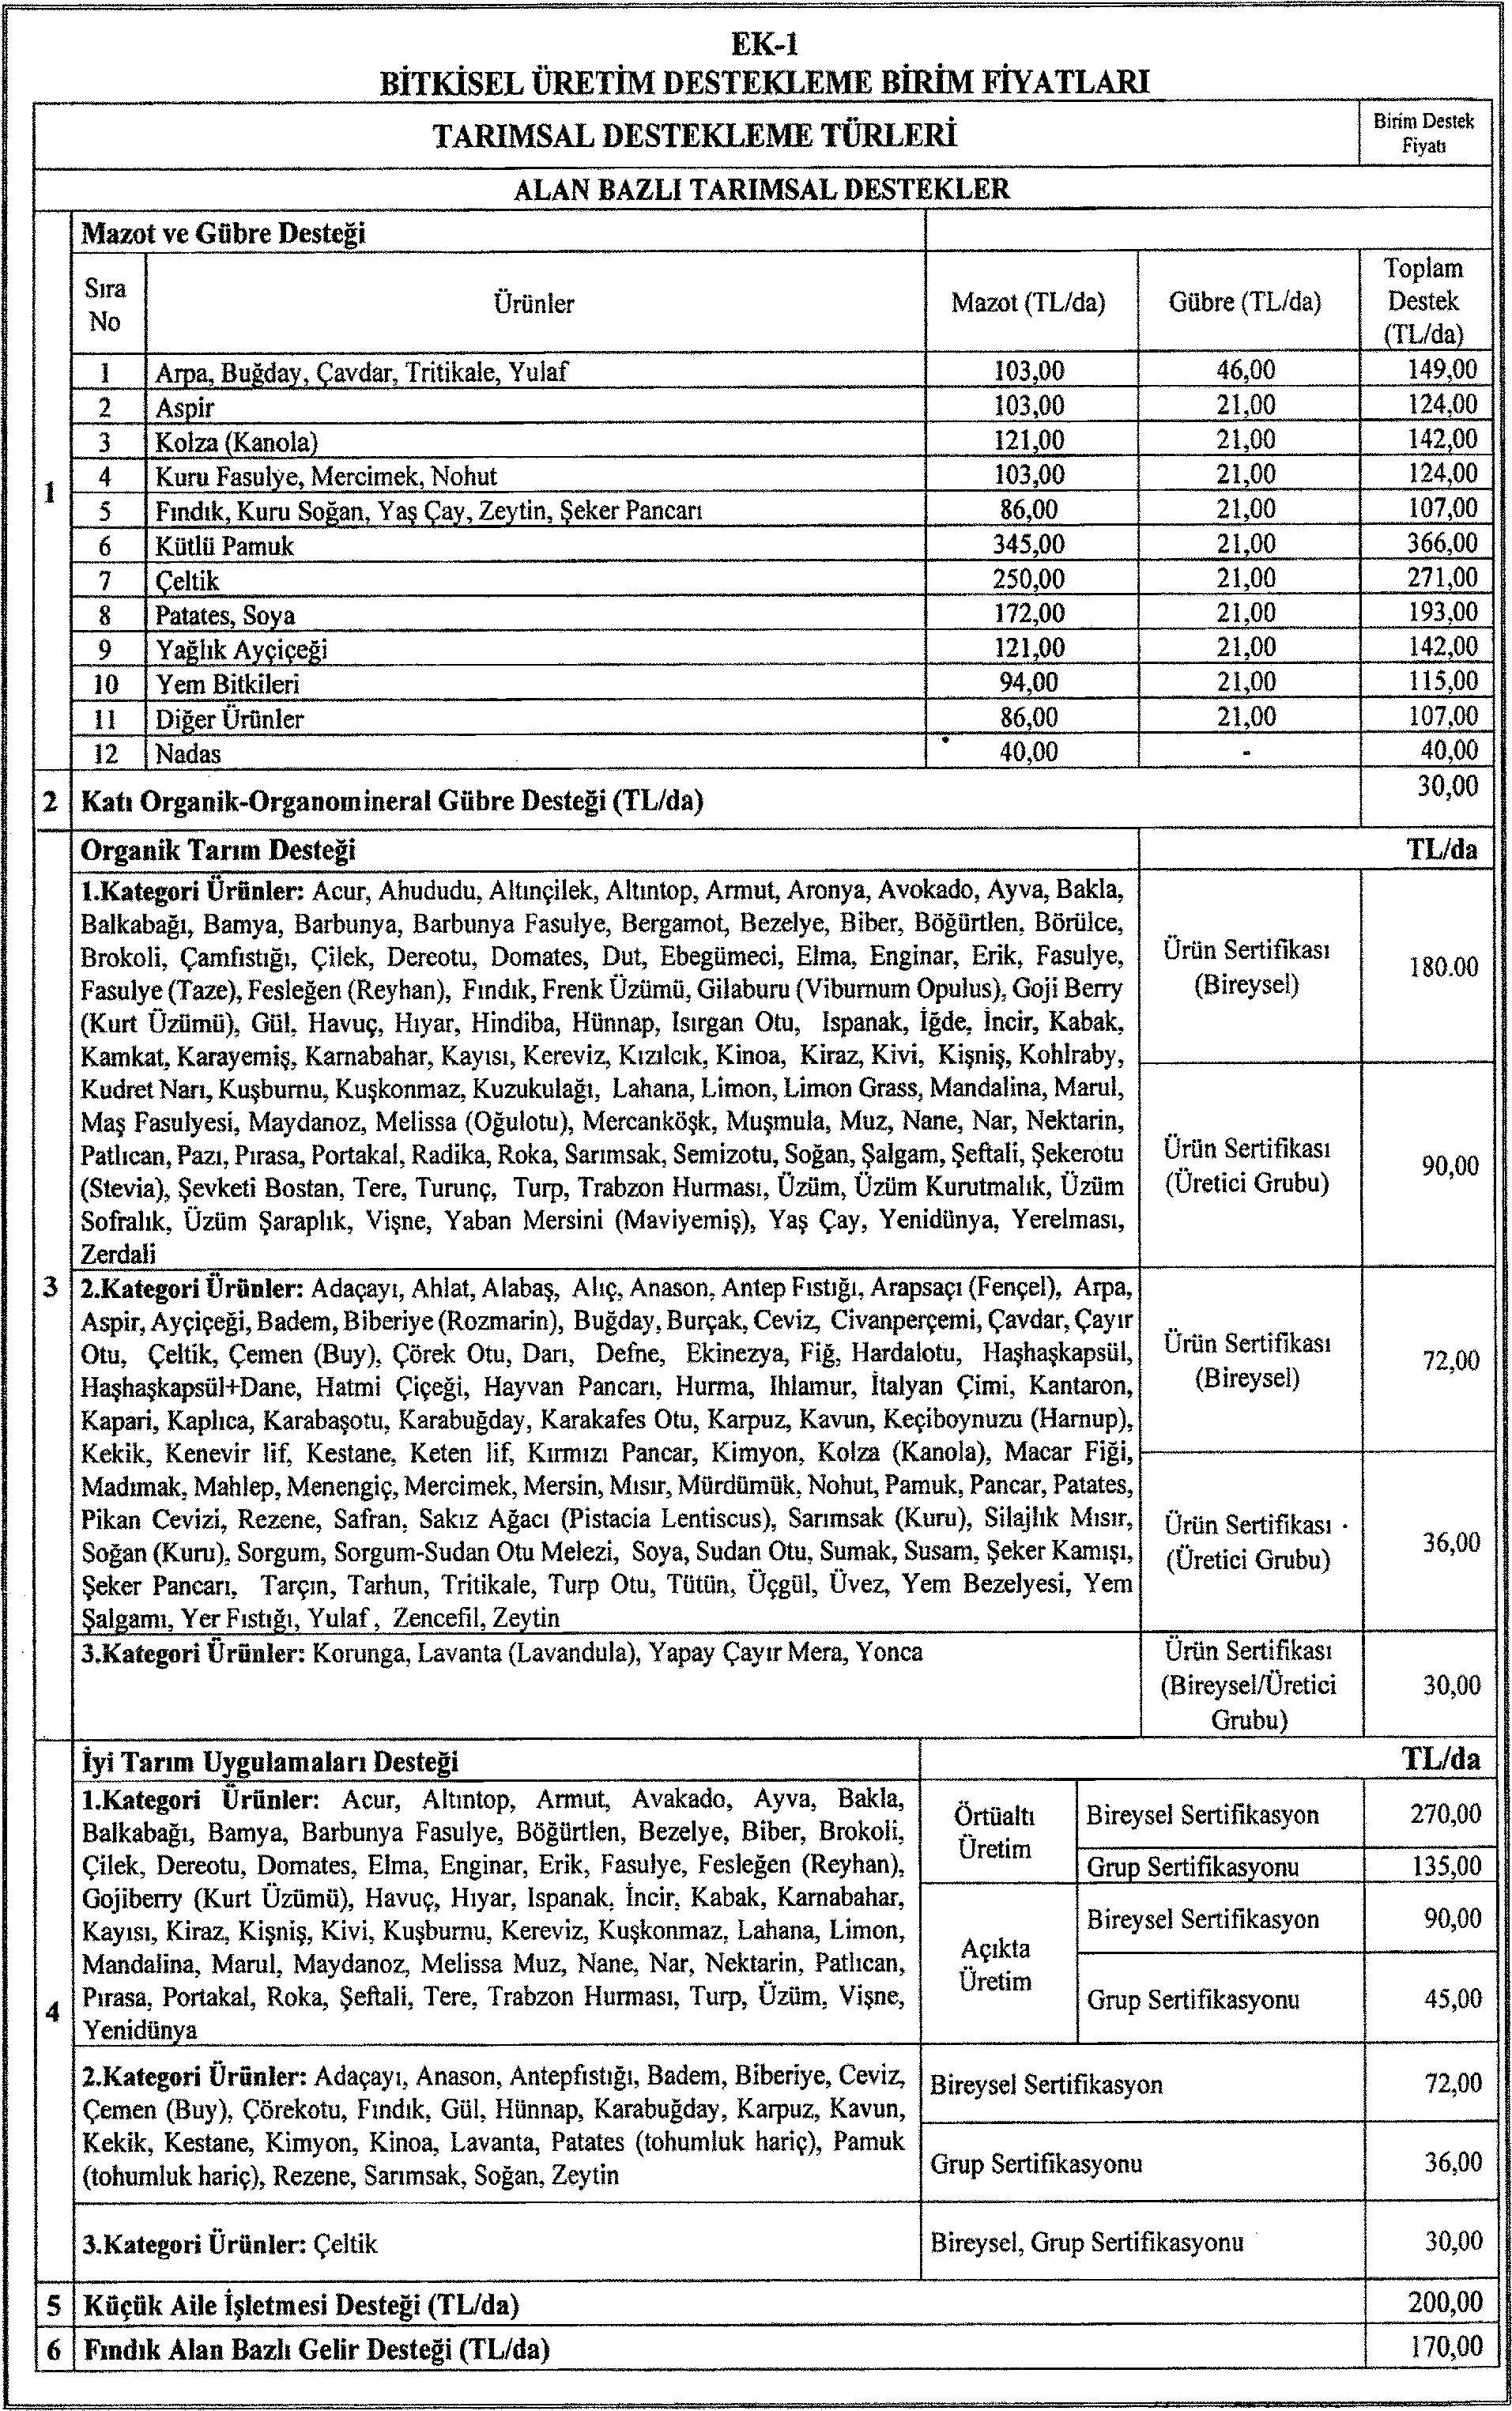 EK-1
BİTKİSEL ÜRETİM DESTEKLEME BİRİM FİYATLARI
TARIMSAL DESTEKLEME TÜRLERİ
Birim Destek
Fiyatı
ALAN BAZLI TARIMSAL DESTEKLER
1
Mazot ve Gübre Desteği
Sıra
No
Ürünler
Mazot (TL/da)
Gübre (TL/da)
Toplam
Destek
(TL/da)
1 Arpa, Buğday, Çavdar, Tritikale, Yulaf 103,00 46,00 149,00
2 Aspir 103,00 21,00 124,00
3 Kolza (Kanola) 121,00 21,00 142,00
4 Kuru Fasulye, Mercimek, Nohut 103,00 21,00 124,00
5 Fındık, Kuru Soğan, Yaş Çay, Zeytin, Şeker Pancarı 86,00 21,00 107,00
6 Kütlü Pamuk 345,00 21,00 366,00
7 Çeltik 250,00 21,00 271,00
8 Patates, Soya 172,00 21,00 193,00
9 Yağlık Ayçiçeği 121,00 21,00 142,00
10 Yem Bitkileri 94,00 21,00 115,00
11 Diğer Ürünler 86,00 21,00 107,00
12 Nadas 40,00 - 40,00
2 Katı Organik-Organomineral Gübre Desteği (TL/da) 30,00
3
Organik Tarım Desteği TL/da
1.Kategori Ürünler: Acur, Ahududu, Altınçilek, Altıntop, Armut, Aronya, Avokado, Ayva, Bakla,
Balkabağı, Bamya, Barbunya, Barbunya Fasulye, Bergamot, Bezelye, Biber, Böğürtlen, Börülce,
Brokoli, Çamfıstığı, Çilek, Dereotu, Domates, Dut, Ebegümeci, Elma, Enginar, Erik, Fasulye,
Fasulye (Taze), Fesleğen (Reyhan), Fındık, Frenk Üzümü, Gilaburu (Viburnum Opulus), Goji Berry
(Kurt Üzümü), Gül, Havuç, Hıyar, Hindiba, Hünnap, Isırgan Otu, Ispanak, İğde, İncir, Kabak,
Kamkat, Karayemiş, Karnabahar, Kayısı, Kereviz, Kızılcık, Kinoa, Kiraz, Kivi, Kişniş, Kohlraby,
Kudret Narı, Kuşburnu, Kuşkonmaz, Kuzukulağı, Lahana, Limon, Limon Grass, Mandalina, Marul,
Maş Fasulyesi, Maydanoz, Melissa (Oğulotu), Mercanköşk, Muşmula, Muz, Nane, Nar, Nektarin,
Patlıcan, Pazı, Pırasa, Portakal, Radika, Roka, Sarımsak, Semizotu, Soğan, Şalgam, Şeftali, Şekerotu
(Stevia), Şevketi Bostan, Tere, Turunç, Turp, Trabzon Hurması, Üzüm, Üzüm Kurutmalık, Üzüm
Sofralık, Üzüm Şaraplık, Vişne, Yaban Mersini (Maviyemiş), Yaş Çay, Yenidünya, Yerelması,
Zerdali
Ürün Sertifikası
(Bireysel)
180.00
Ürün Sertifikası
(Üretici Grubu)
90,00
2.Kategori Ürünler: Adaçayı, Ahlat, Alabaş, Alıç, Anason, Antep Fıstığı, Arapsaçı (Fençel), Arpa,
Aspir, Ayçiçeği, Badem, Biberiye (Rozmarin), Buğday, Burçak, Ceviz, Civanperçemi, Çavdar, Çayır
Otu, Çeltik, Çemen (Buy), Çörek Otu, Darı, Defne, Ekinezya, Fiğ, Hardalotu, Haşhaşkapsül,
Haşhaşkapsül+Dane, Hatmi Çiçeği, Hayvan Pancarı, Hurma, Ihlamur, İtalyan Çimi, Kantaron,
Kapari, Kaplıca, Karabaşotu, Karabuğday, Karakafes Otu, Karpuz, Kavun, Keçiboynuzu (Harnup),
Kekik, Kenevir lif, Kestane, Keten lif, Kırmızı Pancar, Kimyon, Kolza (Kanola), Macar Fiği,
Madımak, Mahlep, Menengiç, Mercimek, Mersin, Mısır, Mürdümük, Nohut, Pamuk, Pancar, Patates,
Pikan Cevizi, Rezene, Safran, Sakız Ağacı (Pistacia Lentiscus), Sarımsak (Kuru), Silajlık Mısır,
Soğan (Kuru), Sorgum, Sorgum-Sudan Otu Melezi, Soya, Sudan Otu, Sumak, Susam, Şeker Kamışı,
Şeker Pancarı, Tarçın, Tarhun, Tritikale, Turp Otu, Tütün, Üçgül, Üvez, Yem Bezelyesi, Yem
Şalgamı, Yer Fıstığı, Yulaf, Zencefil, Zeytin
Ürün Sertifikası
(Bireysel)
72,00
Ürün Sertifikası
(Üretici Grubu)
36,00
3.Kategori Ürünler: Korunga, Lavanta (Lavandula), Yapay Çayır Mera, Yonca
Ürün Sertifikası
(Bireysel/Üretici
Grubu)
30,00
4
İyi Tarım Uygulamaları Desteği TL/da
1.Kategori Ürünler: Acur, Altıntop, Armut, Avakado, Ayva, Bakla,
Balkabağı, Bamya, Barbunya Fasulye, Böğürtlen, Bezelye, Biber, Brokoli,
Çilek, Dereotu, Domates, Elma, Enginar, Erik, Fasulye, Fesleğen (Reyhan),
Gojiberry (Kurt Üzümü), Havuç, Hıyar, Ispanak, İncir, Kabak, Karnabahar,
Kayısı, Kiraz, Kişniş, Kivi, Kuşburnu, Kereviz, Kuşkonmaz, Lahana, Limon,
Mandalina, Marul, Maydanoz, Melissa Muz, Nane, Nar, Nektarin, Patlıcan,
Pırasa, Portakal, Roka, Şeftali, Tere, Trabzon Hurması, Turp, Üzüm, Vişne,
Yenidünya
Örtüaltı
Üretim
Bireysel Sertifikasyon 270,00
Grup Sertifikasyonu 135,00
Açıkta
Üretim
Bireysel Sertifikasyon 90,00
Grup Sertifikasyonu 45,00
2.Kategori Ürünler: Adaçayı, Anason, Antepfıstığı, Badem, Biberiye, Ceviz,
Çemen (Buy), Çörekotu, Fındık, Gül, Hünnap, Karabuğday, Karpuz, Kavun,
Kekik, Kestane, Kimyon, Kinoa, Lavanta, Patates (tohumluk hariç), Pamuk
(tohumluk hariç), Rezene, Sarımsak, Soğan, Zeytin
Bireysel Sertifikasyon 72,00
Grup Sertifikasyonu 36,00
3.Kategori Ürünler: Çeltik Bireysel, Grup Sertifikasyonu 30,00
5 Küçük Aile İşletmesi Desteği (TL/da) 200,00
6 Fındık Alan Bazlı Gelir Desteği (TL/da) 170,00